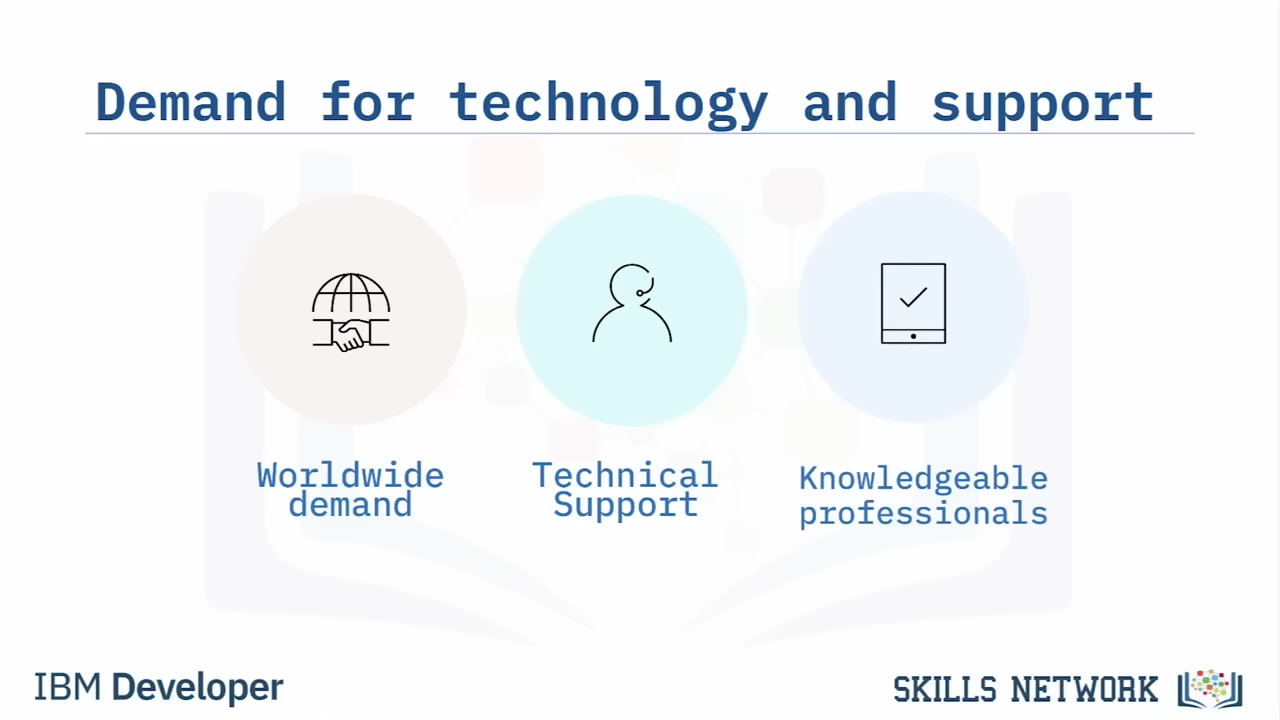 Demand for technology and support
Worldwide
demand
Technical
Support
Knowledgeable
professionals
IBM Developer
SKILLS NETWORK